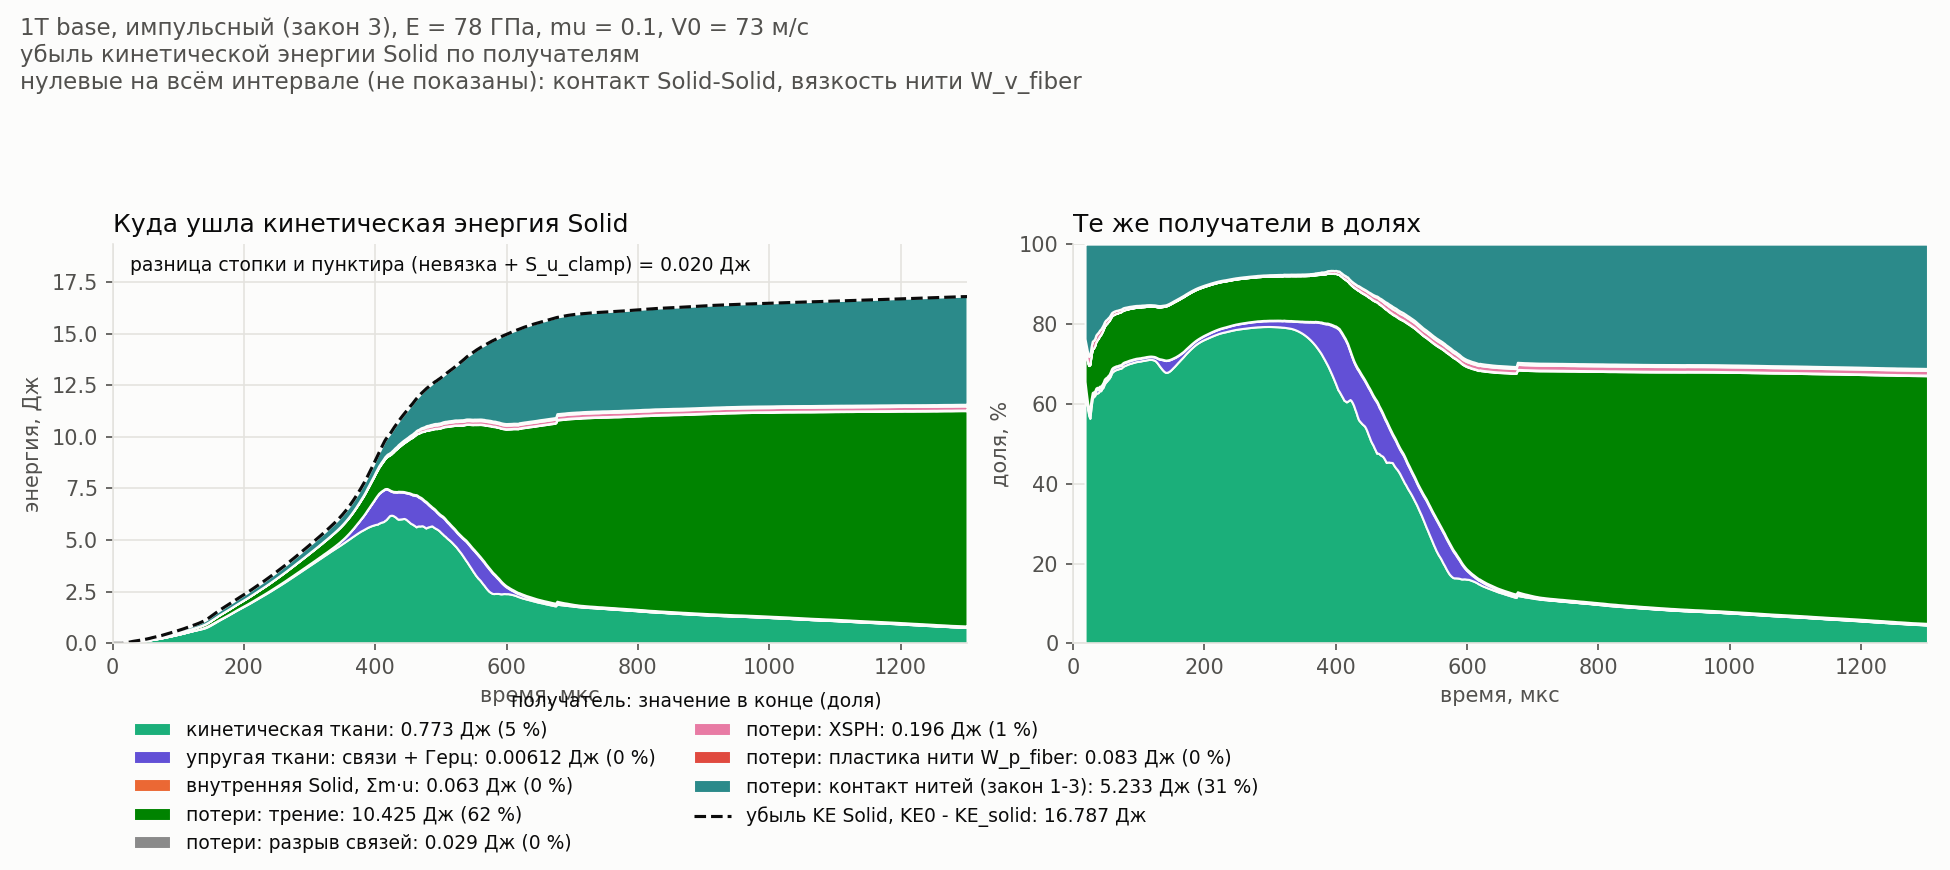 1T base, импульсный (закон 3), E = 78 ГПа, mu = 0.1, V0 = 73 м/с
убыль кинетической энергии Solid по получателям
нулевые на всём интервале (не показаны): контакт Solid-Solid, вязкость нити W_v_fiber
Куда ушла кинетическая энергия Solid
разница стопки и пунктира (невязка + S_u_clamp) = 0.020 Дж
энергия, Дж
17.5
15.0
12.5
10.0
7.5
5.0
2.5
0.0
0 200 400 600 800 1000 1200
время, мкс
Те же получатели в долях
доля, %
100
80
60
40
20
0
0 200 400 600 800 1000 1200
время, мкс
получатель: значение в конце (доля)
кинетическая ткани: 0.773 Дж (5 %)
упругая ткани: связи + Герц: 0.00612 Дж (0 %)
внутренняя Solid, Σm·u: 0.063 Дж (0 %)
потери: трение: 10.425 Дж (62 %)
потери: разрыв связей: 0.029 Дж (0 %)
потери: XSPH: 0.196 Дж (1 %)
потери: пластика нити W_p_fiber: 0.083 Дж (0 %)
потери: контакт нитей (закон 1-3): 5.233 Дж (31 %)
убыль KE Solid, KE0 - KE_solid: 16.787 Дж